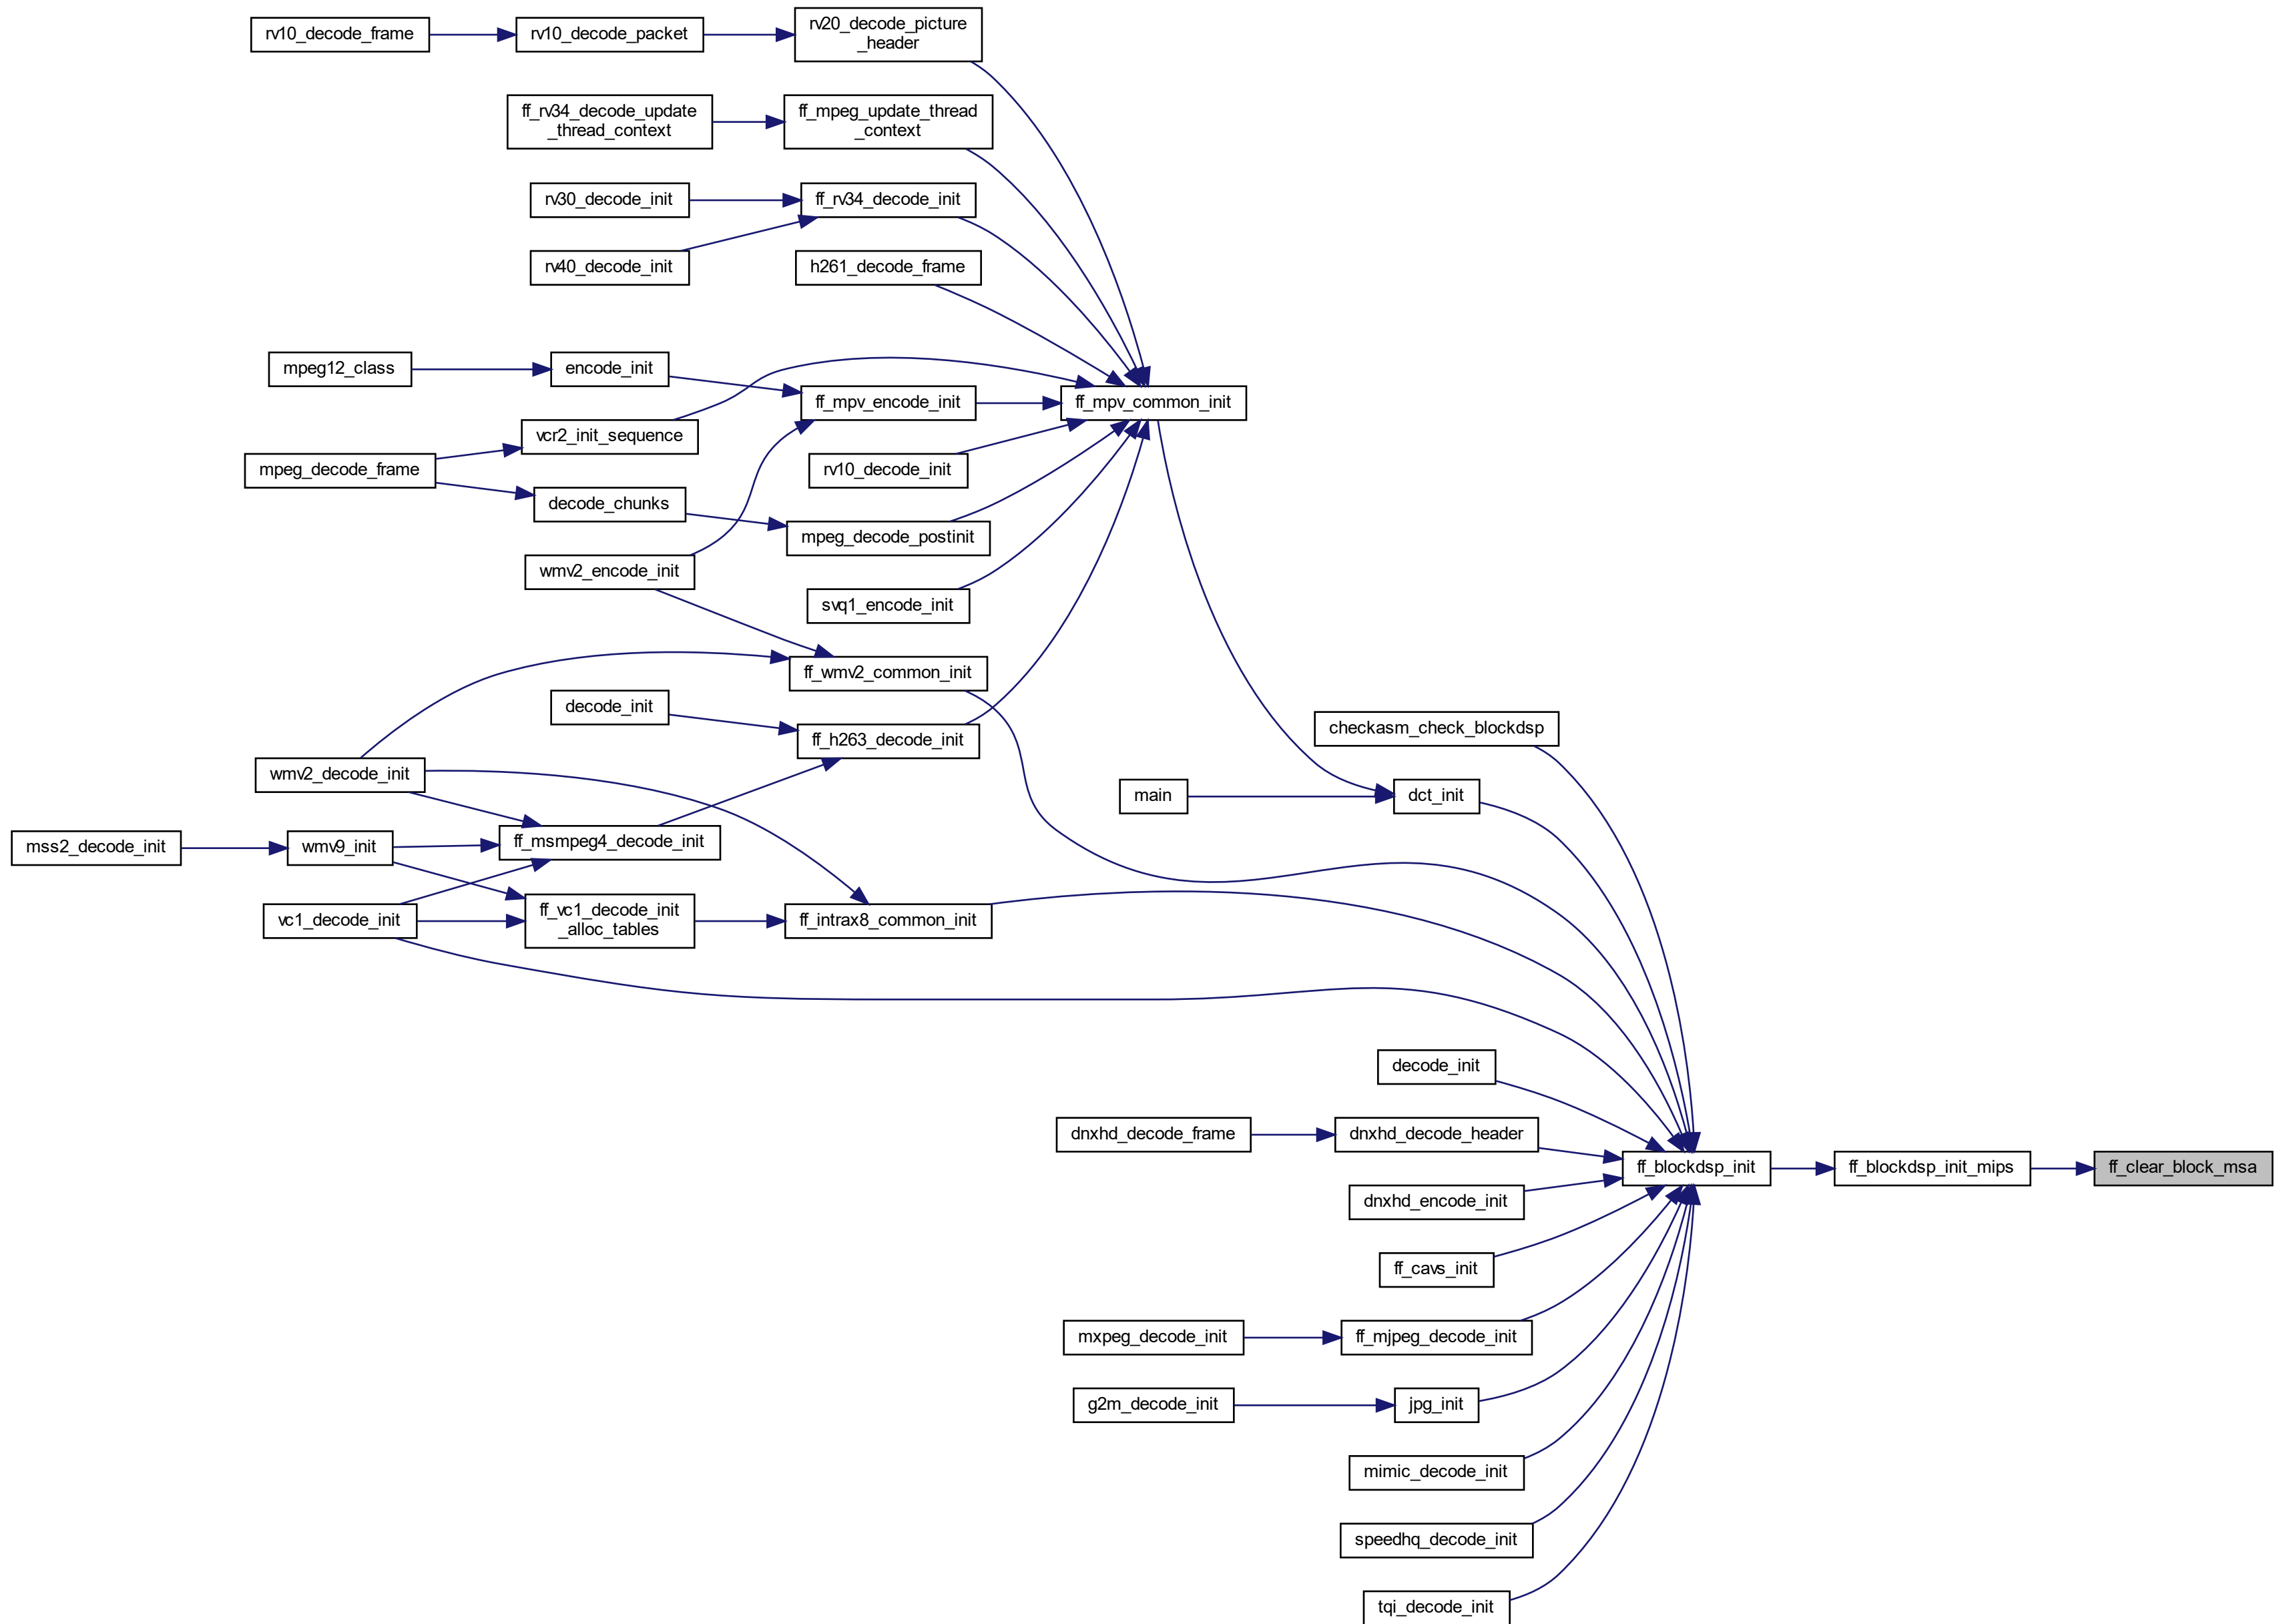 rv10_decode_frame
rv10_decode_packet
rv20_decode_picture
_header
ff_rv34_decode_update
_thread_context
ff_mpeg_update_thread
_context
rv30_decode_init
ff_rv34_decode_init
rv40_decode_init
h261_decode_frame
mpeg12_class
encode_init
ff_mpv_encode_init
ff_mpv_common_init
vcr2_init_sequence
mpeg_decode_frame
rv10_decode_init
decode_chunks
mpeg_decode_postinit
wmv2_encode_init
svq1_encode_init
ff_wmv2_common_init
decode_init
ff_h263_decode_init
checkasm_check_blockdsp
wmv2_decode_init
main
dct_init
mss2_decode_init
wmv9_init
ff_msmpeg4_decode_init
vc1_decode_init
ff_vc1_decode_init
_alloc_tables
ff_intrax8_common_init
decode_init
dnxhd_decode_frame
dnxhd_decode_header
ff_blockdsp_init
ff_blockdsp_init_mips
ff_clear_block_msa
dnxhd_encode_init
ff_cavs_init
mxpeg_decode_init
ff_mjpeg_decode_init
g2m_decode_init
jpg_init
mimic_decode_init
speedhq_decode_init
tqi_decode_init